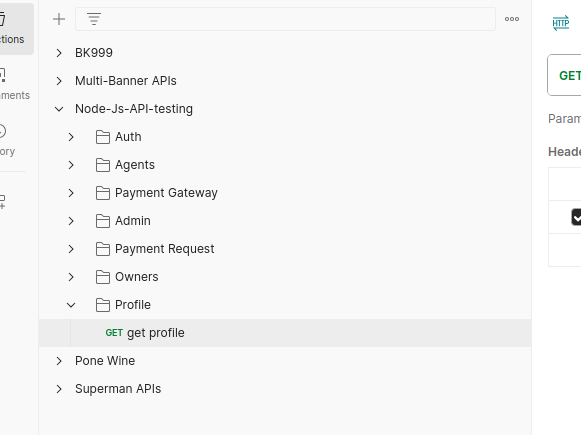 ctions
BK999
HTTP
Multi-Banner APIs
GET
nments
Node-Js-API-testing
Param
Auth
ory
Heade
Agents
Payment Gateway
Admin
Payment Request
Owners
Profile
GET get profile
Pone Wine
Superman APIs